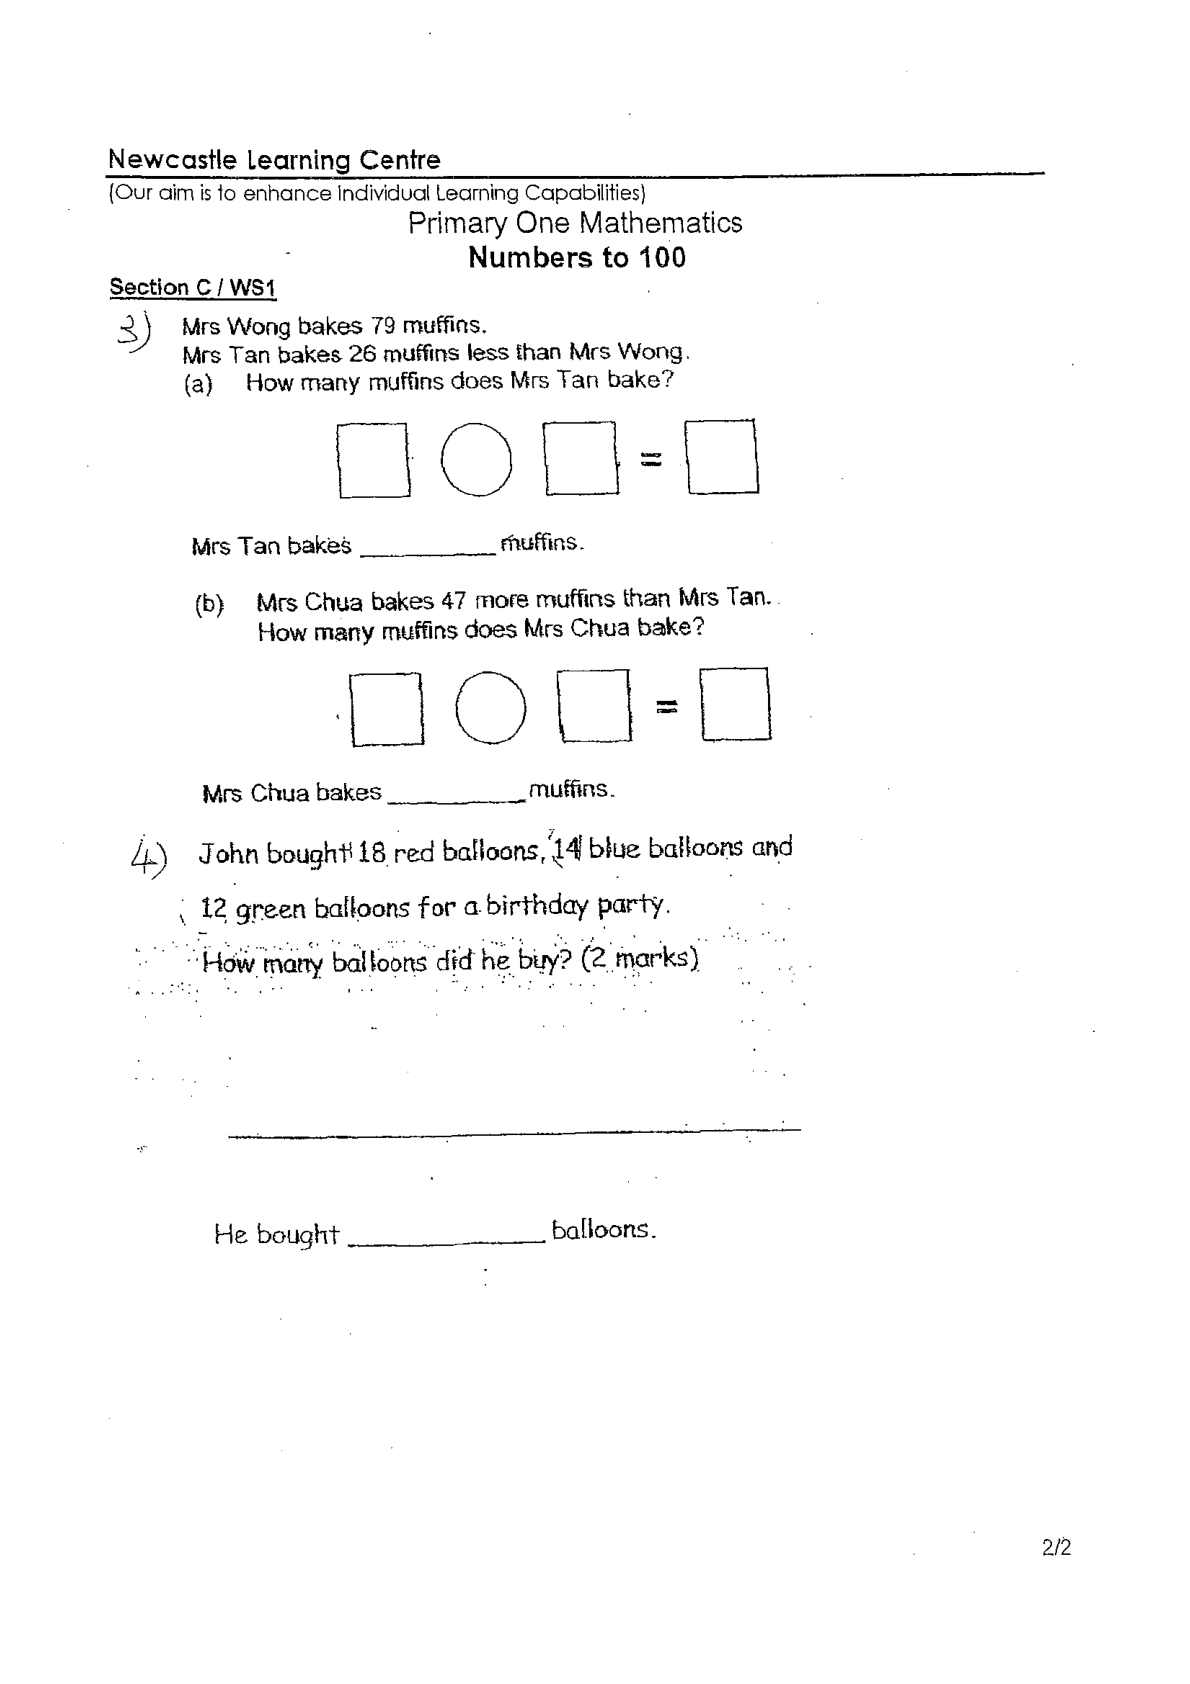 Newcastle Learning Centre
(Our aim is to enhance Individual Learning Capabilities)
Primary One Mathematics
Numbers to 100
Section C / WS1
3) Mrs Wong bakes 79 muffins.
Mrs Tan bakes 26 muffins less than Mrs Wong.
(a) How many muffins does Mrs Tan bake?
=
Mrs Tan bakes __________ muffins.
(b) Mrs Chua bakes 47 more muffins than Mrs Tan.
How many muffins does Mrs Chua bake?
=
Mrs Chua bakes __________ muffins.
4) John bought 18 red balloons, 14 blue balloons and
12 green balloons for a birthday party.
How many balloons did he buy? (2 marks)
He bought ______________ balloons.
2/2